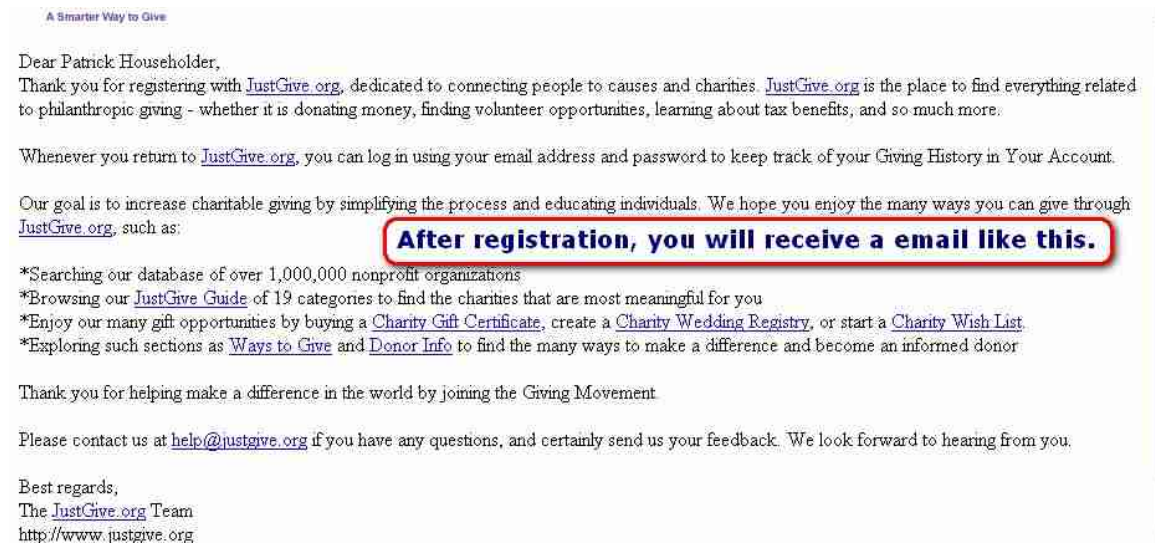 A Smarter Way to Give
Dear Patrick Householder,
Thank you for registering with JustGive.org, dedicated to connecting people to causes and charities. JustGive.org is the place to find everything related
to philanthropic giving - whether it is donating money, finding volunteer opportunities, learning about tax benefits, and so much more.
Whenever you return to JustGive.org, you can log in using your email address and password to keep track of your Giving History in Your Account.
Our goal is to increase charitable giving by simplifying the process and educating individuals. We hope you enjoy the many ways you can give through
JustGive.org, such as:
After registration, you will receive a email like this.
*Searching our database of over 1,000,000 nonprofit organizations
*Browsing our JustGive Guide of 19 categories to find the charities that are most meaningful for you
*Enjoy our many gift opportunities by buying a Charity Gift Certificate, create a Charity Wedding Registry, or start a Charity Wish List.
*Exploring such sections as Ways to Give and Donor Info to find the many ways to make a difference and become an informed donor
Thank you for helping make a difference in the world by joining the Giving Movement.
Please contact us at help@justgive.org if you have any questions, and certainly send us your feedback. We look forward to hearing from you.
Best regards,
The JustGive.org Team
http://www.justgive.org